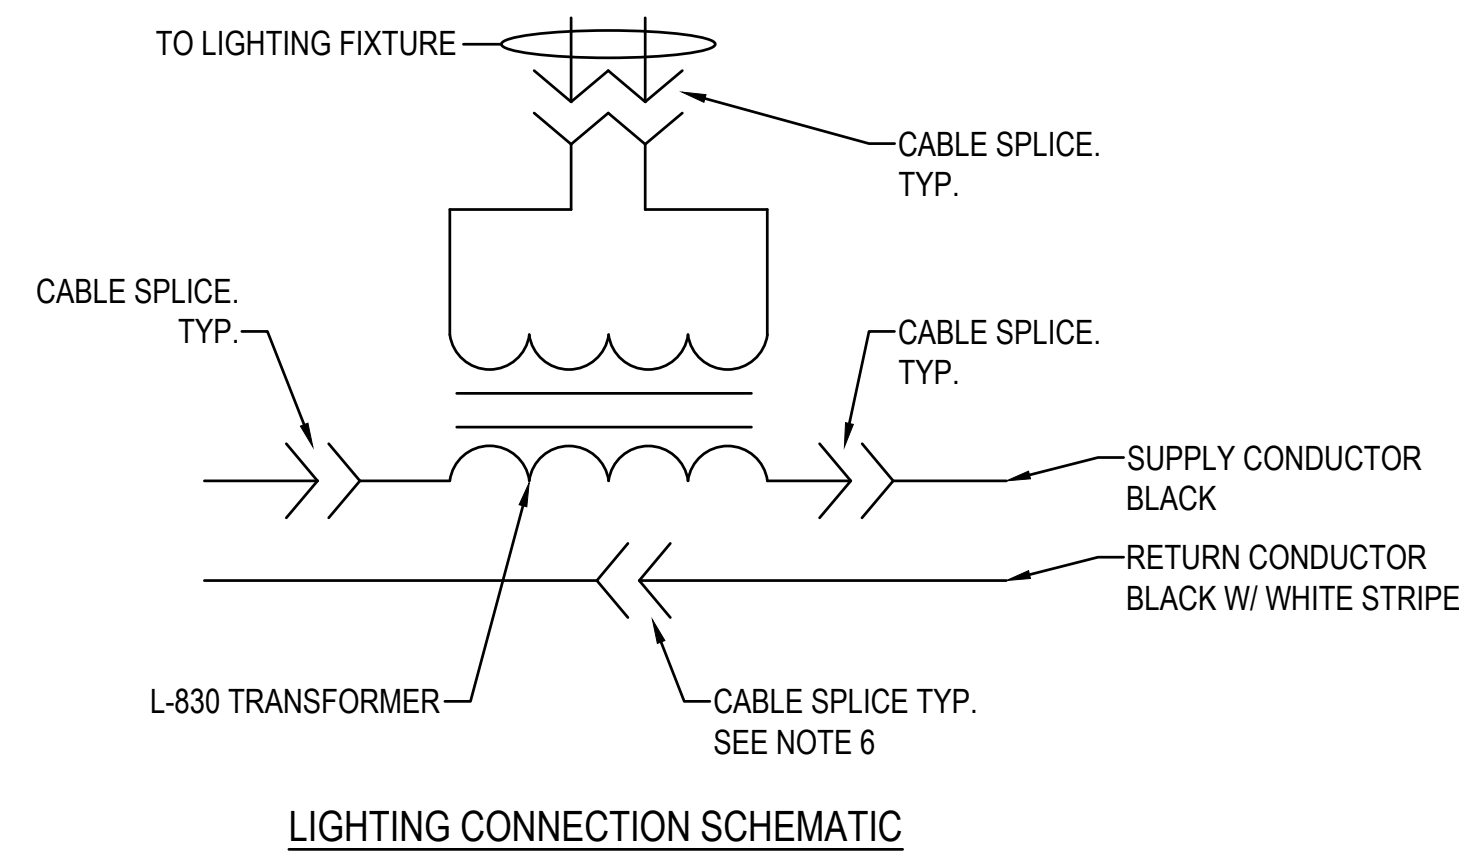 TO LIGHTING FIXTURE
CABLE SPLICE.
TYP.
CABLE SPLICE.
TYP.
CABLE SPLICE.
TYP.
SUPPLY CONDUCTOR
BLACK
RETURN CONDUCTOR
BLACK W/ WHITE STRIPE
L-830 TRANSFORMER
CABLE SPLICE TYP.
SEE NOTE 6
LIGHTING CONNECTION SCHEMATIC